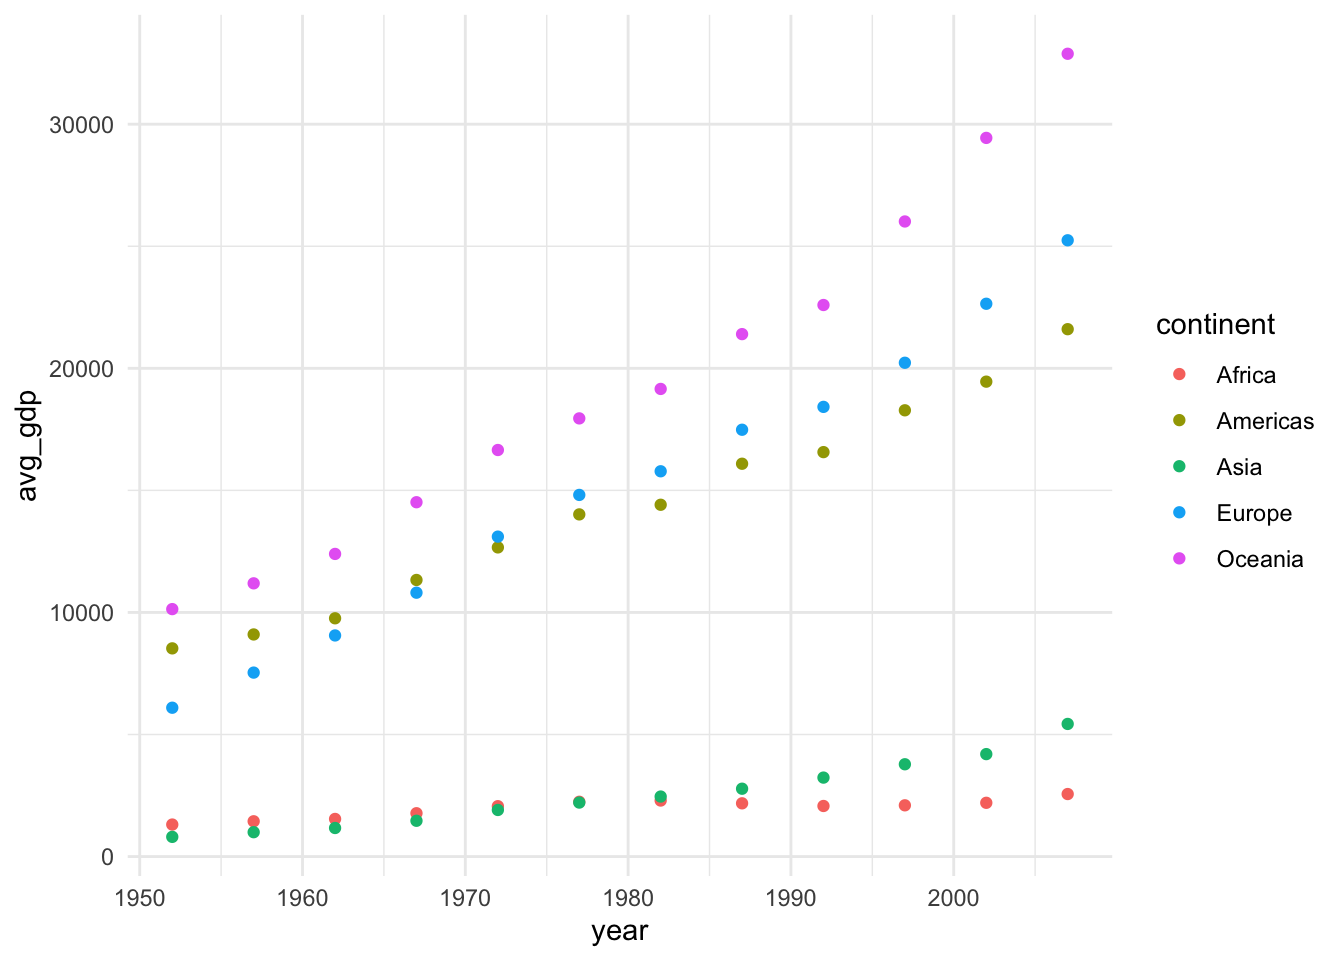 30000
20000
10000
0
avg_gdp
1950 1960 1970 1980 1990 2000
year
continent
Africa
Americas
Asia
Europe
Oceania